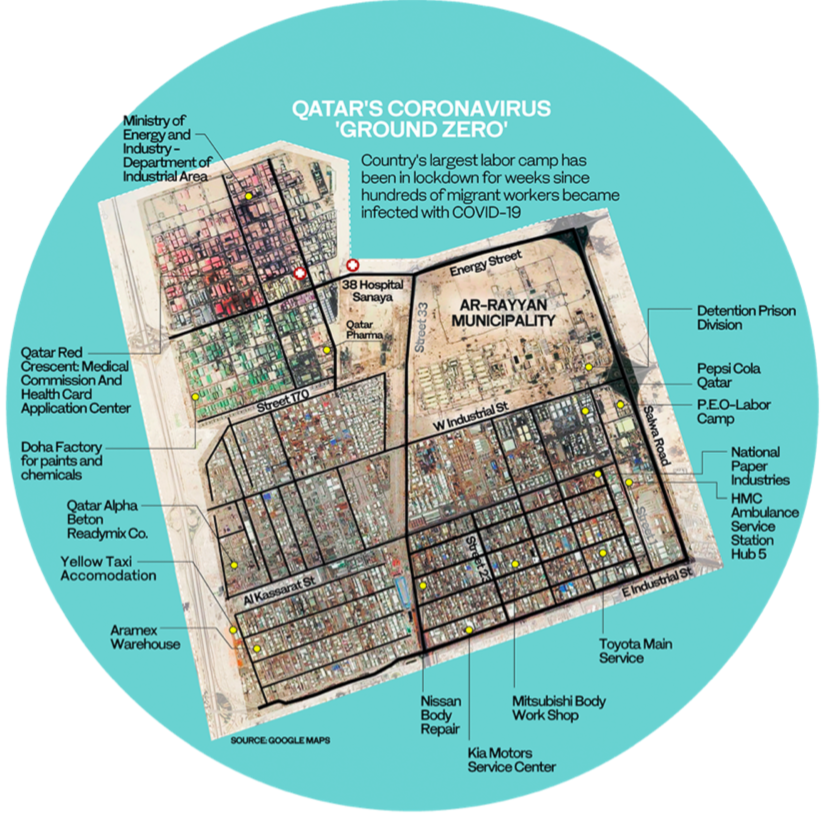 QATAR'S CORONAVIRUS
'GROUND ZERO'
Country's largest labor camp has
been in lockdown for weeks since
hundreds of migrant workers became
infected with COVID-19
Ministry of
Energy and
Industry –
Department of
Industrial Area
Energy Street
38 Hospital
Sanaya
AR-RAYYAN
MUNICIPALITY
Street 33
Qatar
Pharma
Detention Prison
Division
Qatar Red
Crescent: Medical
Commission And
Health Card
Application Center
Pepsi Cola
Qatar
P.E.O-Labor
Camp
Street 170
W Industrial St
Salwa Road
Doha Factory
for paints and
chemicals
National
Paper
Industries
HMC
Ambulance
Service
Station
Hub 5
Qatar Alpha
Beton
Readymix Co.
Yellow Taxi
Accomodation
Street 23
Al Kassarat St
E Industrial St
Aramex
Warehouse
Toyota Main
Service
Nissan
Body
Repair
Mitsubishi Body
Work Shop
Kia Motors
Service Center
SOURCE: GOOGLE MAPS